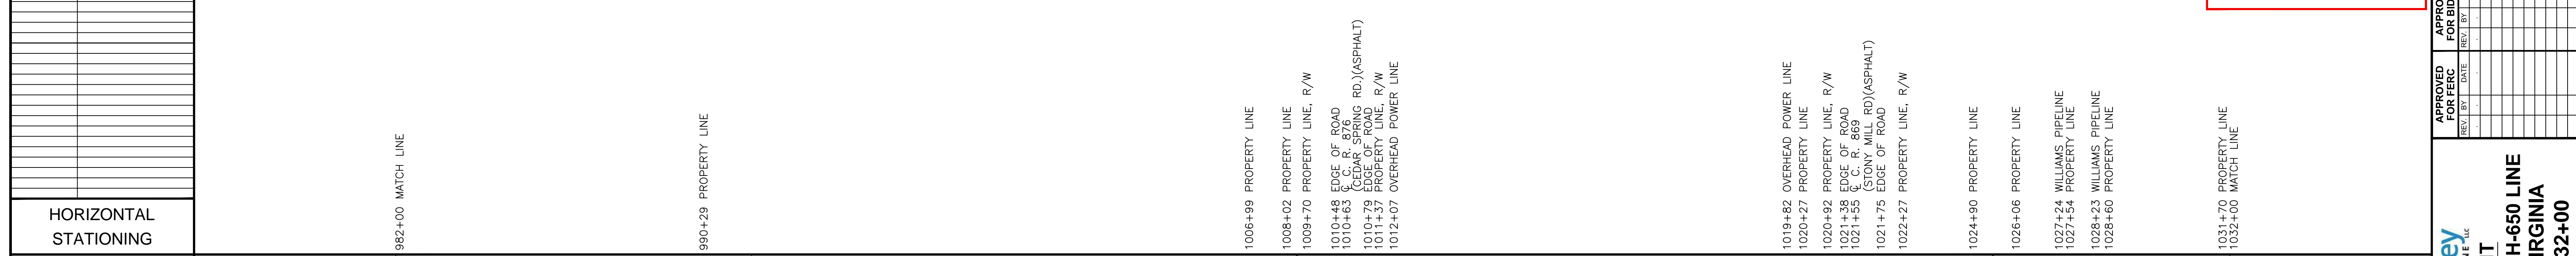 HORIZONTAL
STATIONING
982+00 MATCH LINE
990+29 PROPERTY LINE
1006+99 PROPERTY LINE
1008+02 PROPERTY LINE
1009+70 PROPERTY LINE, R/W
1010+48 EDGE OF ROAD
1010+63 ℄ C. R. 876
(CEDAR SPRING RD.)(ASPHALT)
1010+79 EDGE OF ROAD
1011+37 PROPERTY LINE, R/W
1012+07 OVERHEAD POWER LINE
1019+82 OVERHEAD POWER LINE
1020+27 PROPERTY LINE
1020+92 PROPERTY LINE, R/W
1021+38 EDGE OF ROAD
1021+55 ℄ C. R. 869
(STONY MILL RD)(ASPHALT)
1021+75 EDGE OF ROAD
1022+27 PROPERTY LINE, R/W
1024+90 PROPERTY LINE
1026+06 PROPERTY LINE
1027+24 WILLIAMS PIPELINE
1027+54 PROPERTY LINE
1028+23 WILLIAMS PIPELINE
1028+60 PROPERTY LINE
1031+70 PROPERTY LINE
1032+00 MATCH LINE
APPRO
FOR BID
REV. BY
APPROVED
FOR FERC
REV. BY DATE
ey
NE LLC
T
H-650 LINE
IRGINIA
32+00